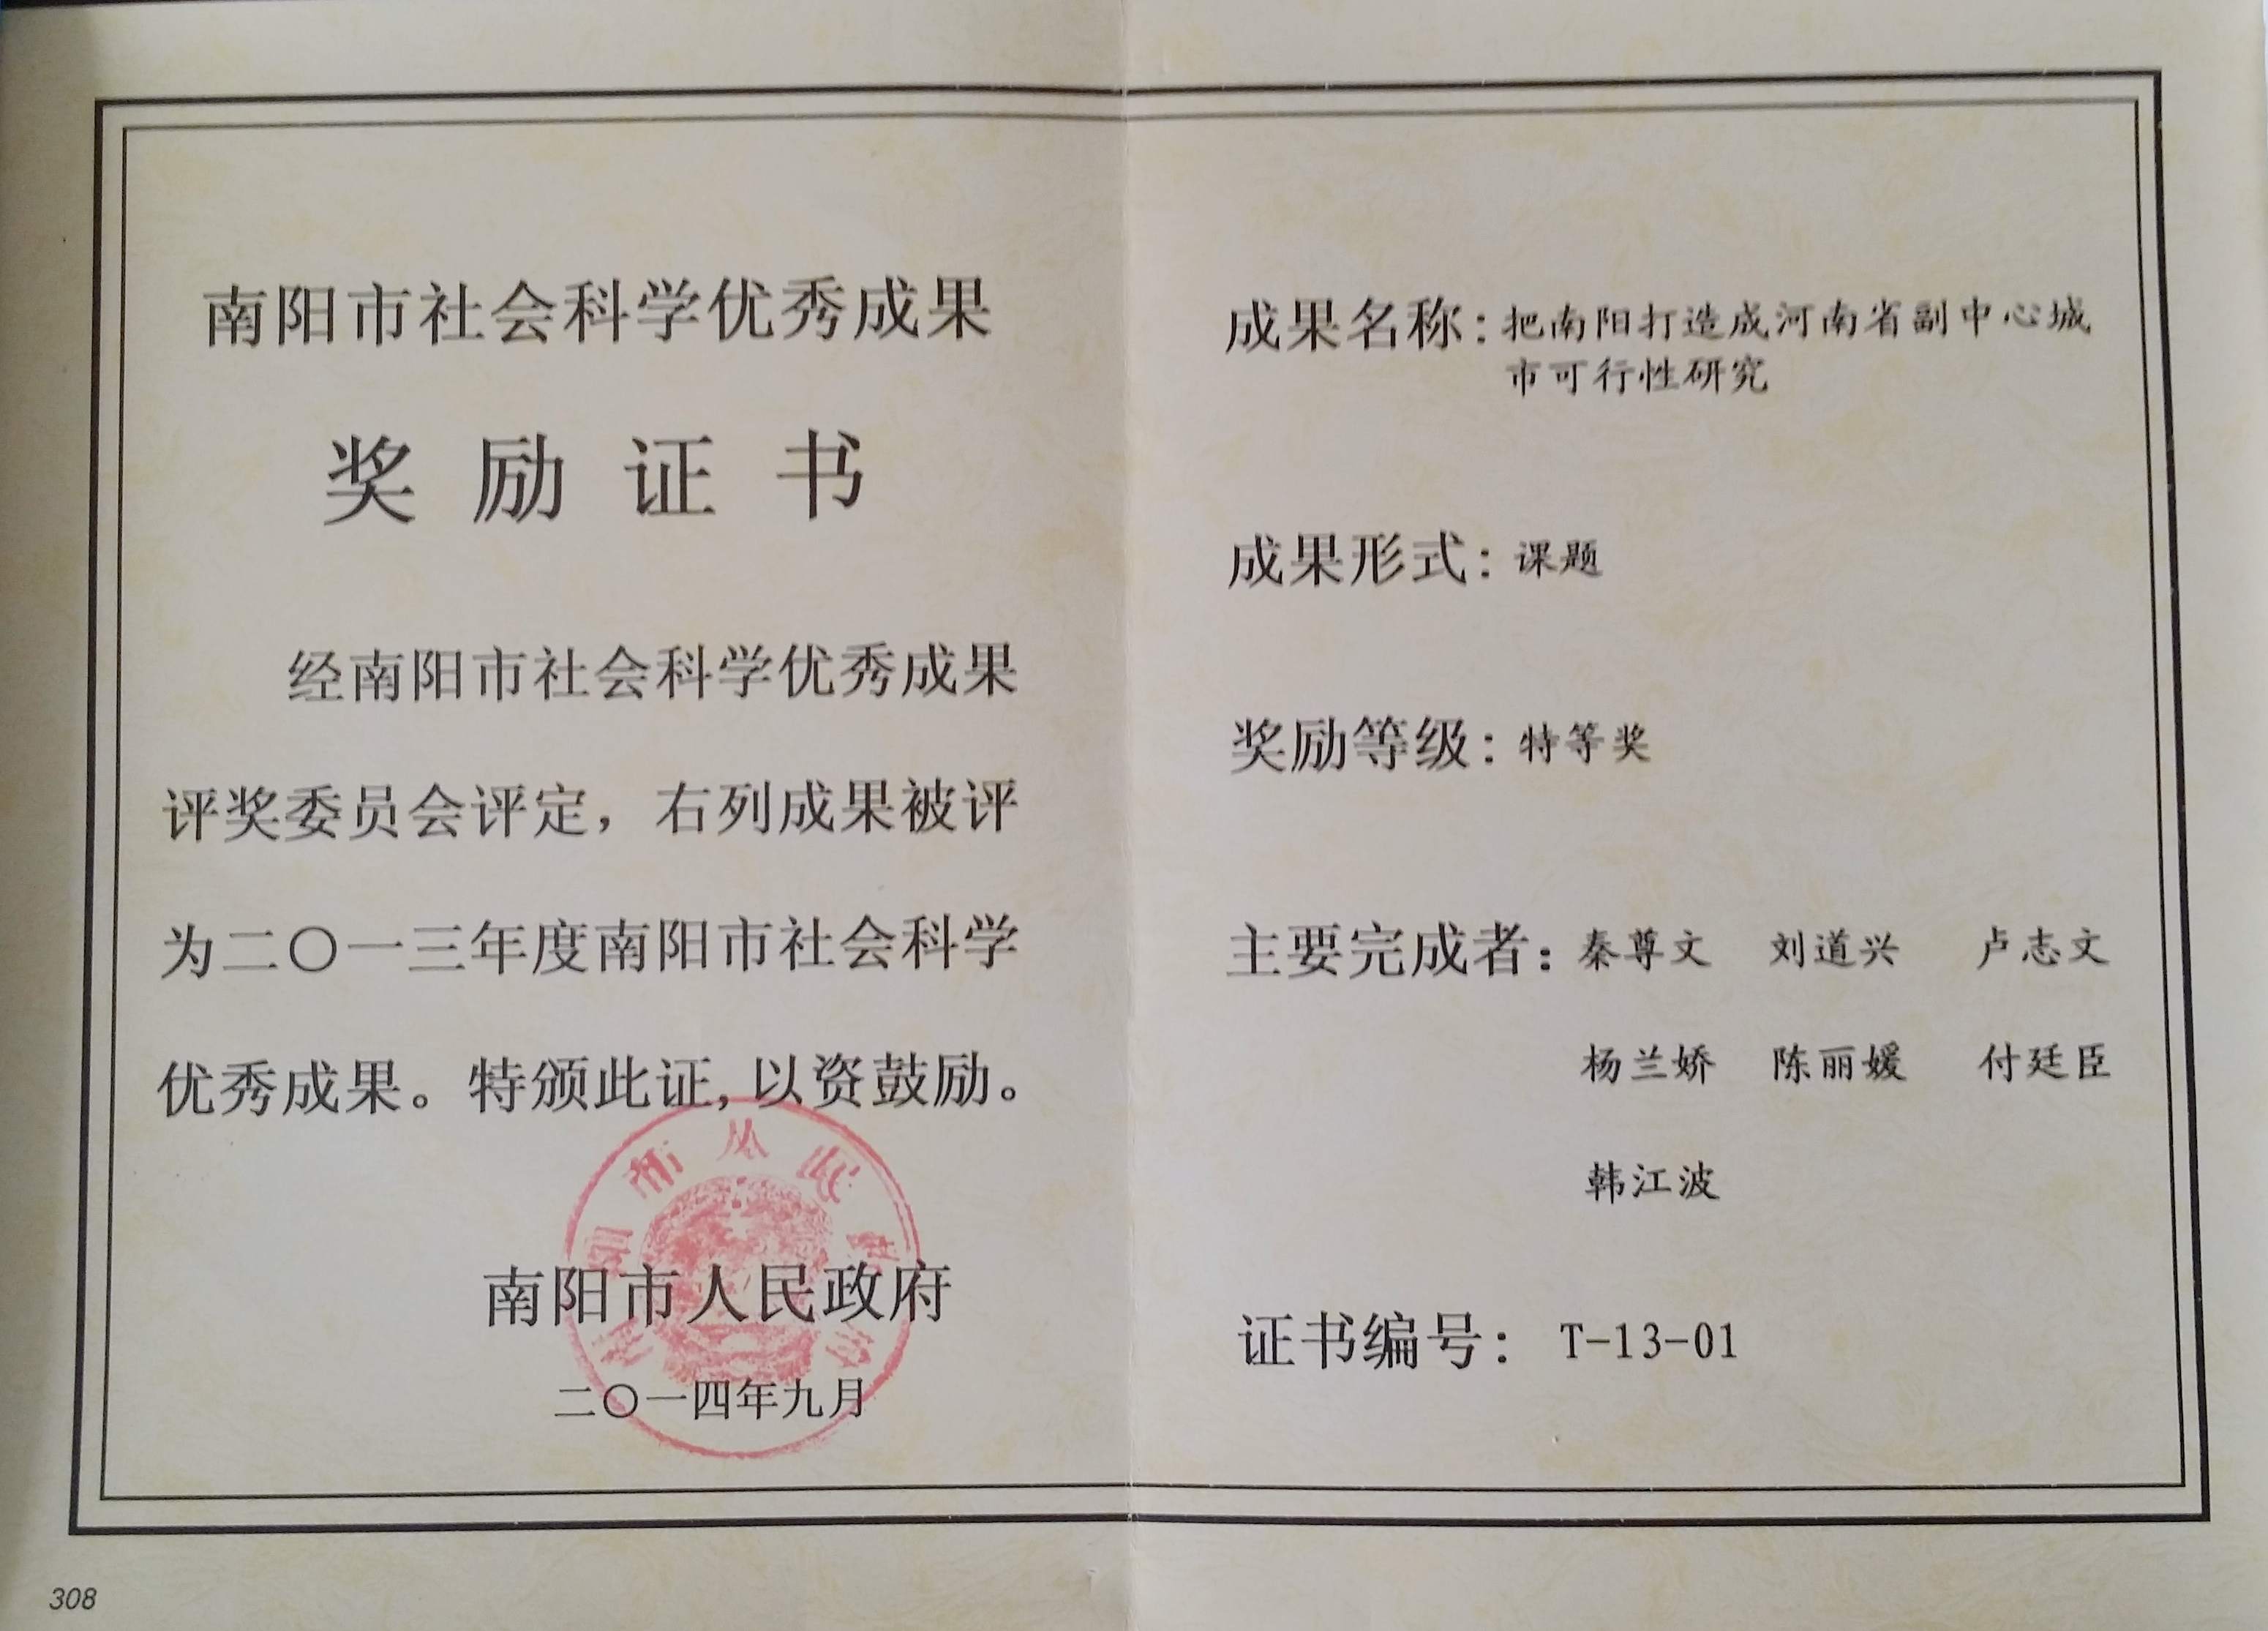 南阳市社会科学优秀成果
奖励证书
经南阳市社会科学优秀成果
评奖委员会评定，右列成果被评
为二〇一三年度南阳市社会科学
优秀成果。特颁此证，以资鼓励。
南阳市人民政府
二〇一四年九月
308
成果名称：把南阳打造成河南省副中心城
市可行性研究
成果形式：课题
奖励等级：特等奖
主要完成者：秦尊文 刘道兴 卢志文
杨兰娇 陈丽媛 付廷臣
韩江波
证书编号：T-13-01